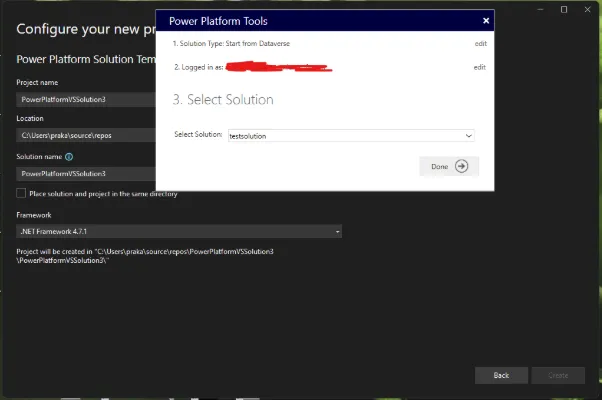 Configure your new pr
Power Platform Solution Tem
Project name
PowerPlatformVSSolution3
Location
C:\Users\praka\source\repos
Solution name
PowerPlatformVSSolution3
Place solution and project in the same directory
Framework
.NET Framework 4.7.1
Project will be created in "C:\Users\praka\source\repos\PowerPlatformVSSolution3
\PowerPlatformVSSolution3\"
Back
Create
Power Platform Tools
1. Solution Type: Start from Dataverse
edit
2. Logged in as:
edit
3. Select Solution
Select Solution:
testsolution
Done